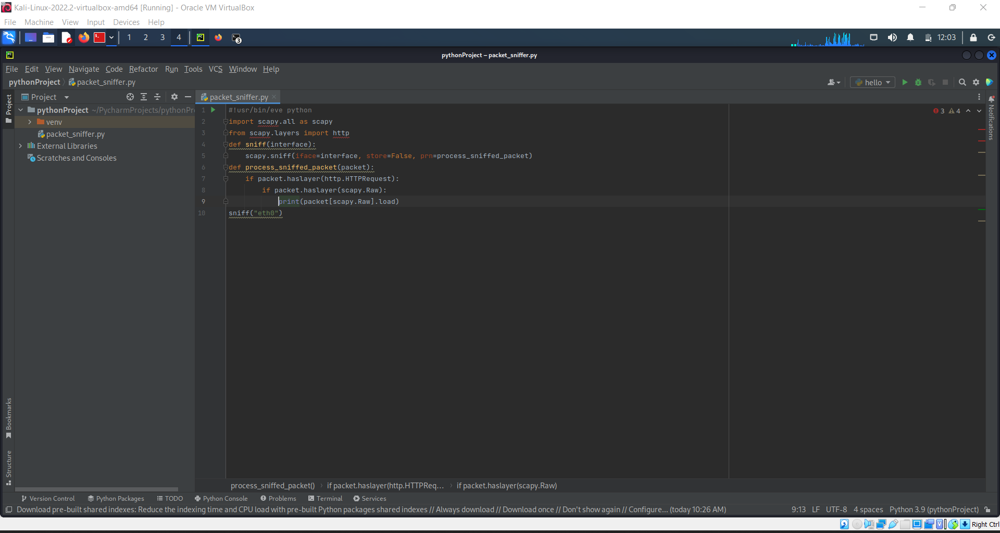 Kali-Linux-2022.2-virtualbox-amd64 [Running] - Oracle VM VirtualBox
File Machine View Input Devices Help
1 2 3 4 3 12:03
pythonProject – packet_sniffer.py
File Edit View Navigate Code Refactor Run Tools VCS Window Help
pythonProject packet_sniffer.py hello
Project
Project
packet_sniffer.py
pythonProject ~/PycharmProjects/pythonPr
venv
packet_sniffer.py
External Libraries
Scratches and Consoles
1 #!usr/bin/eve python
2 import scapy.all as scapy
3 from scapy.layers import http
4 def sniff(interface):
5 scapy.sniff(iface=interface, store=False, prn=process_sniffed_packet)
6 def process_sniffed_packet(packet):
7 if packet.haslayer(http.HTTPRequest):
8 if packet.haslayer(scapy.Raw):
9 print(packet[scapy.Raw].load)
10 sniff("eth0")
3 4
Notifications
Bookmarks
Structure
process_sniffed_packet() if packet.haslayer(http.HTTPReq... if packet.haslayer(scapy.Raw)
Version Control Python Packages TODO Python Console Problems Terminal Services
Download pre-built shared indexes: Reduce the indexing time and CPU load with pre-built Python packages shared indexes // Always download // Download once // Don't show again // Configure... (today 10:26 AM) 9:13 LF UTF-8 4 spaces Python 3.9 (pythonProject)
Right Ctrl